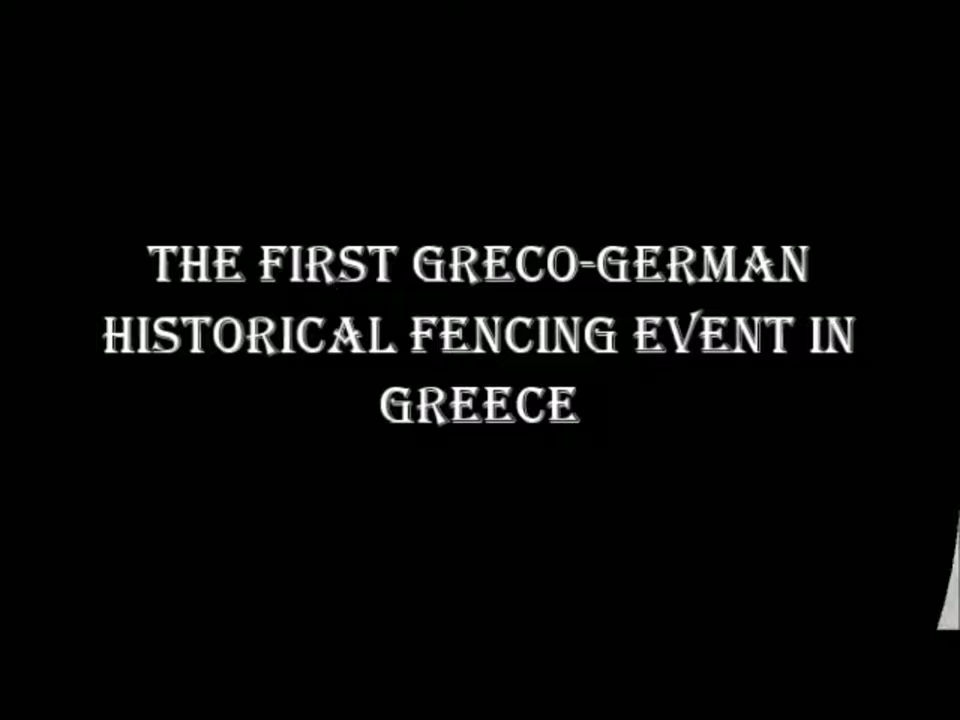 THE FIRST GRECO-GERMAN
HISTORICAL FENCING EVENT IN
GREECE